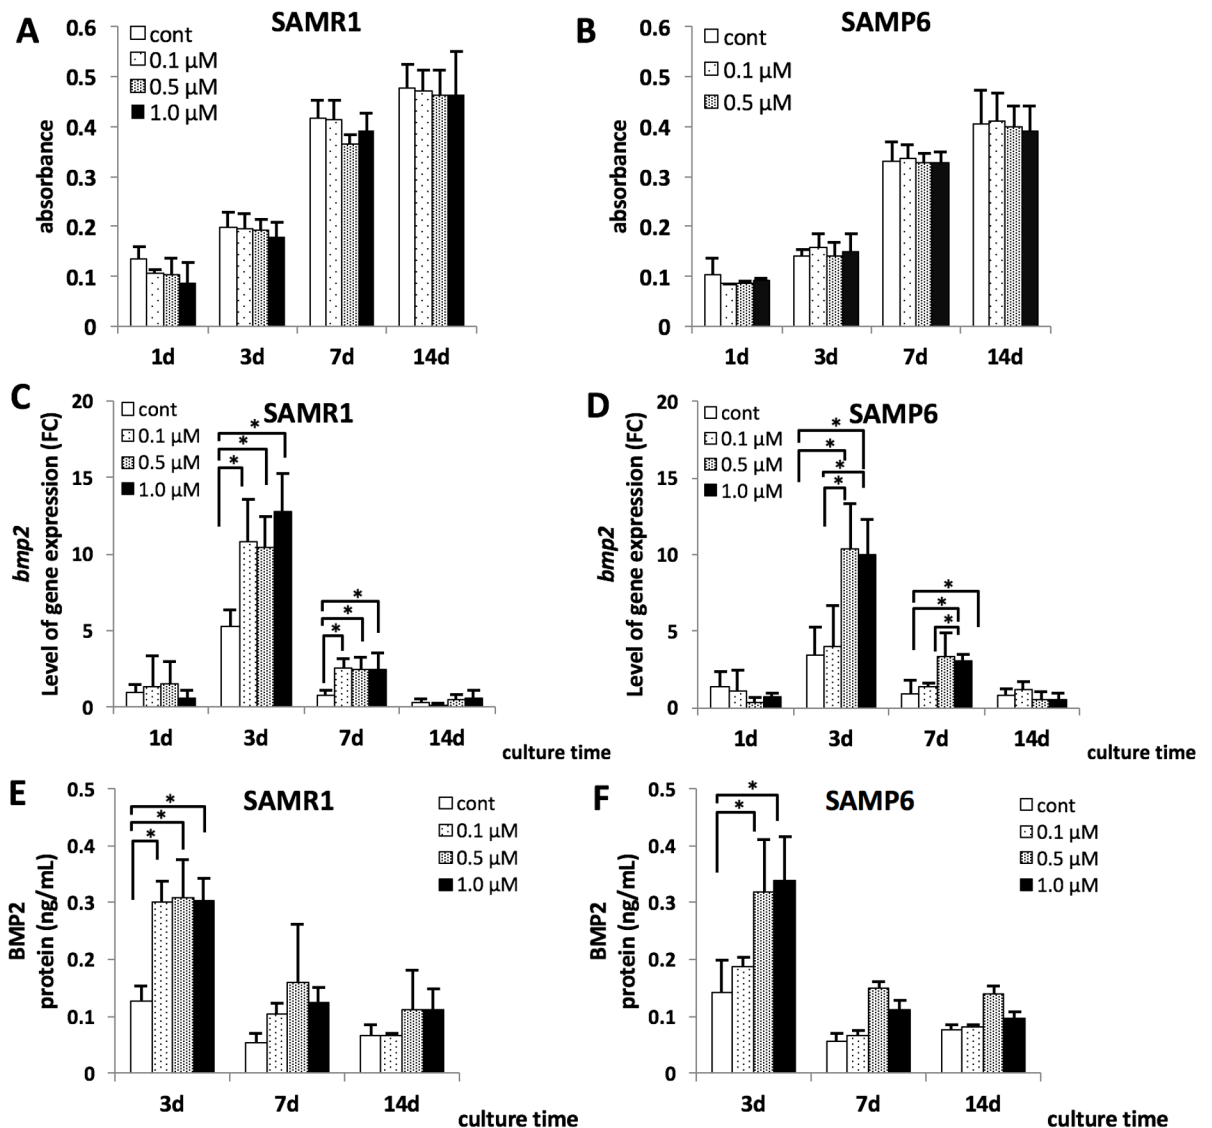 A
SAMR1
absorbance
0.6
0.5
0.4
0.3
0.2
0.1
0
cont
0.1 µM
0.5 µM
1.0 µM
1d 3d 7d 14d
B
SAMP6
absorbance
0.6
0.5
0.4
0.3
0.2
0.1
0
cont
0.1 µM
0.5 µM
1d 3d 7d 14d
C
SAMR1
bmp2
Level of gene expression (FC)
20
15
10
5
0
cont
0.1 µM
0.5 µM
1.0 µM
*
*
*
*
*
*
1d 3d 7d 14d
culture time
D
SAMP6
bmp2
Level of gene expression (FC)
20
15
10
5
0
cont
0.1 µM
0.5 µM
1.0 µM
*
*
*
*
*
*
*
1d 3d 7d 14d
culture time
E
SAMR1
BMP2
protein (ng/mL)
0.5
0.4
0.3
0.2
0.1
0
cont
0.1 µM
0.5 µM
1.0 µM
*
*
*
3d 7d 14d
culture time
F
SAMP6
BMP2
protein (ng/mL)
0.5
0.4
0.3
0.2
0.1
0
cont
0.1 µM
0.5 µM
1.0 µM
*
*
3d 7d 14d
culture time